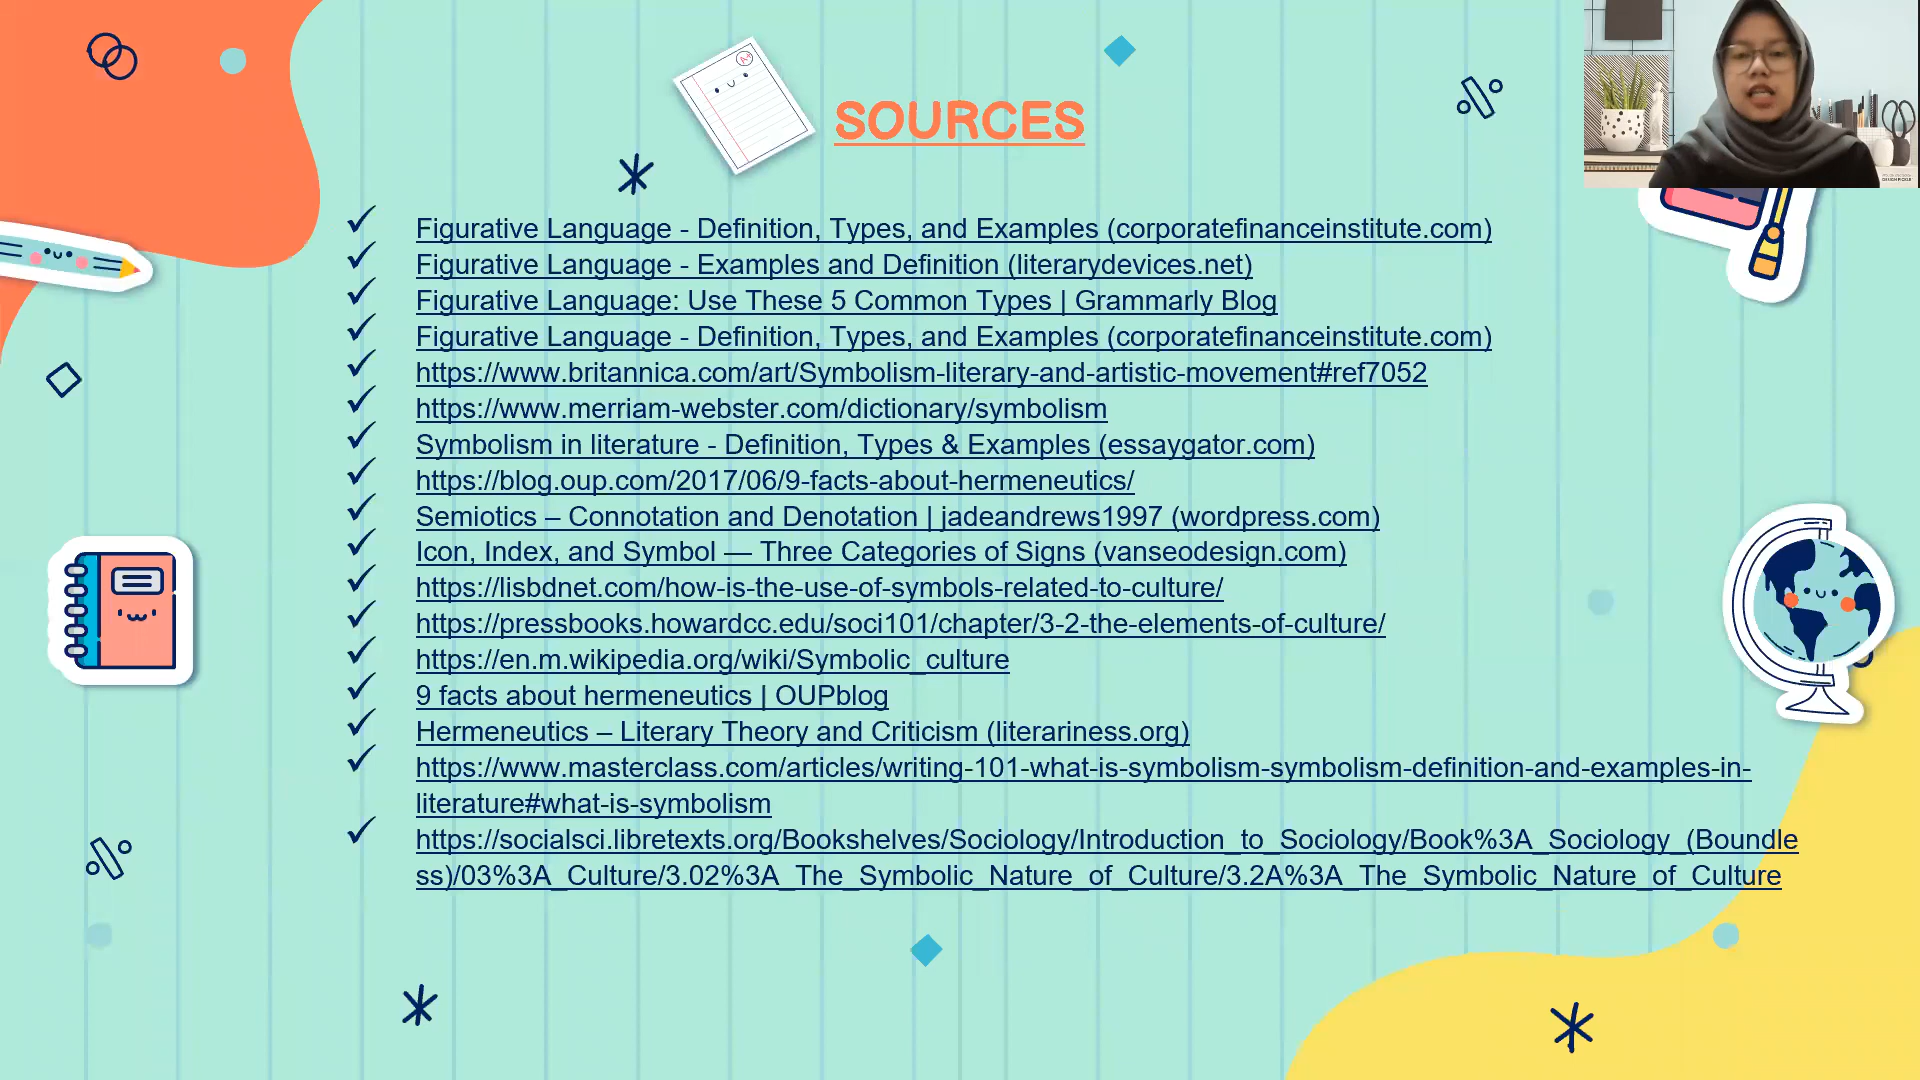 A+
SOURCES
Figurative Language - Definition, Types, and Examples (corporatefinanceinstitute.com)
Figurative Language - Examples and Definition (literarydevices.net)
Figurative Language: Use These 5 Common Types | Grammarly Blog
Figurative Language - Definition, Types, and Examples (corporatefinanceinstitute.com)
https://www.britannica.com/art/Symbolism-literary-and-artistic-movement#ref7052
https://www.merriam-webster.com/dictionary/symbolism
Symbolism in literature - Definition, Types & Examples (essaygator.com)
https://blog.oup.com/2017/06/9-facts-about-hermeneutics/
Semiotics – Connotation and Denotation | jadeandrews1997 (wordpress.com)
Icon, Index, and Symbol — Three Categories of Signs (vanseodesign.com)
https://lisbdnet.com/how-is-the-use-of-symbols-related-to-culture/
https://pressbooks.howardcc.edu/soci101/chapter/3-2-the-elements-of-culture/
https://en.m.wikipedia.org/wiki/Symbolic_culture
9 facts about hermeneutics | OUPblog
Hermeneutics – Literary Theory and Criticism (literariness.org)
https://www.masterclass.com/articles/writing-101-what-is-symbolism-symbolism-definition-and-examples-in-
literature#what-is-symbolism
https://socialsci.libretexts.org/Bookshelves/Sociology/Introduction_to_Sociology/Book%3A_Sociology_(Boundle
ss)/03%3A_Culture/3.02%3A_The_Symbolic_Nature_of_Culture/3.2A%3A_The_Symbolic_Nature_of_Culture